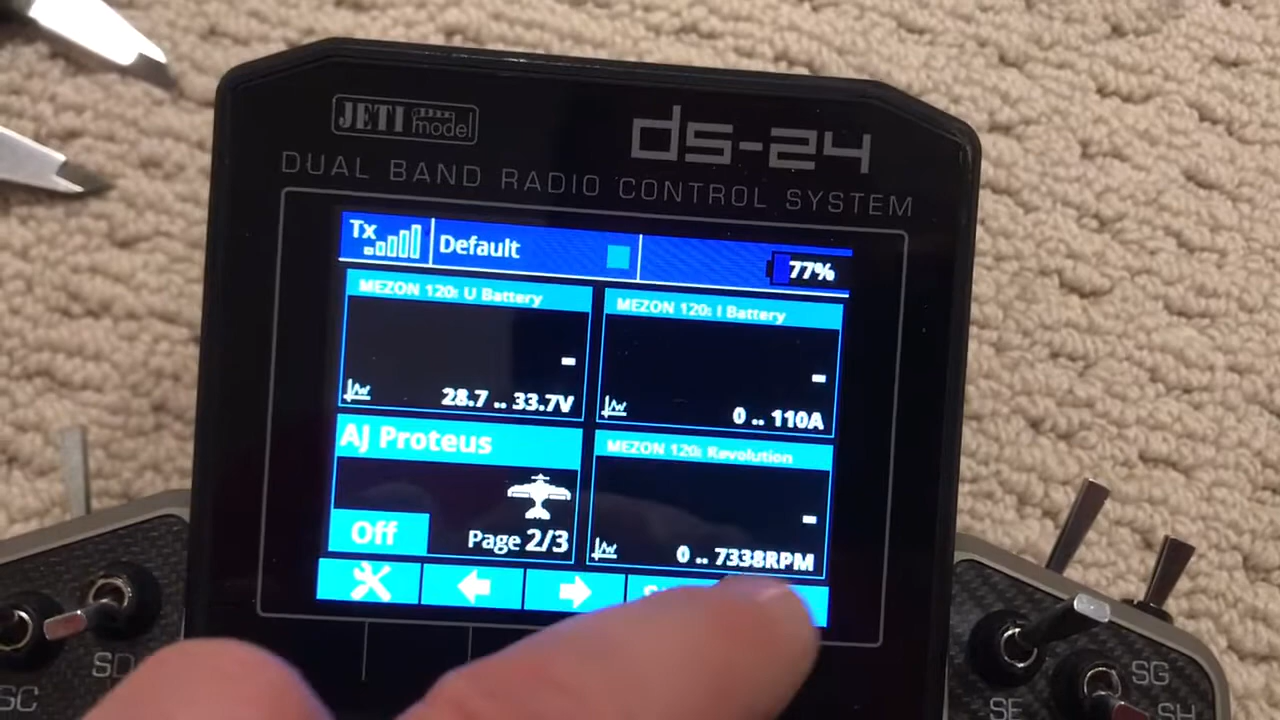 JETI model
ds-24
DUAL BAND RADIO CONTROL SYSTEM
Tx
Default
77%
MEZON 120: U Battery
-
28.7 .. 33.7V
MEZON 120: I Battery
-
0 .. 110A
AJ Proteus
Off
Page 2/3
MEZON 120: Revolution
-
0 .. 7338RPM
SD
SC
SE
SG
SH